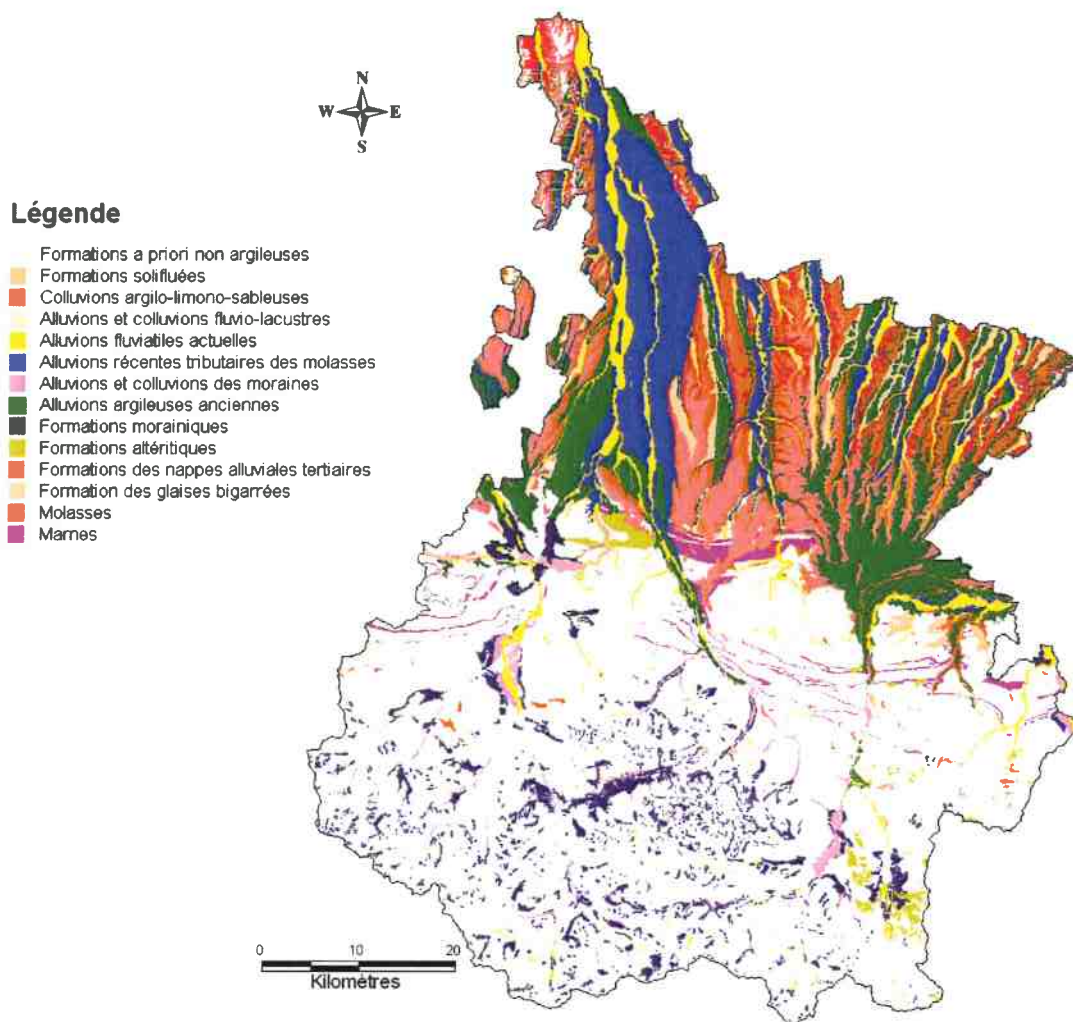 N
W E
S
Légende
Formations a priori non argileuses
Formations solifluées
Colluvions argilo-limono-sableuses
Alluvions et colluvions fluvio-lacustres
Alluvions fluviatiles actuelles
Alluvions récentes tributaires des molasses
Alluvions et colluvions des moraines
Alluvions argileuses anciennes
Formations morainiques
Formations altéritiques
Formations des nappes alluviales tertiaires
Formation des glaises bigarrées
Molasses
Marnes
0 10 20
Kilomètres